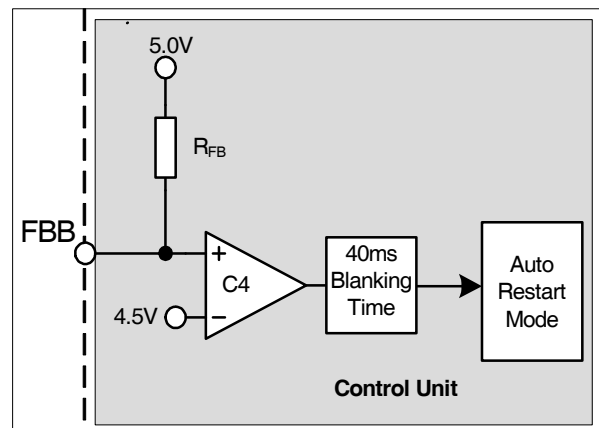 5.0V
RFB
FBB
+
C4
4.5V
−
40ms
Blanking
Time
Auto
Restart
Mode
Control Unit